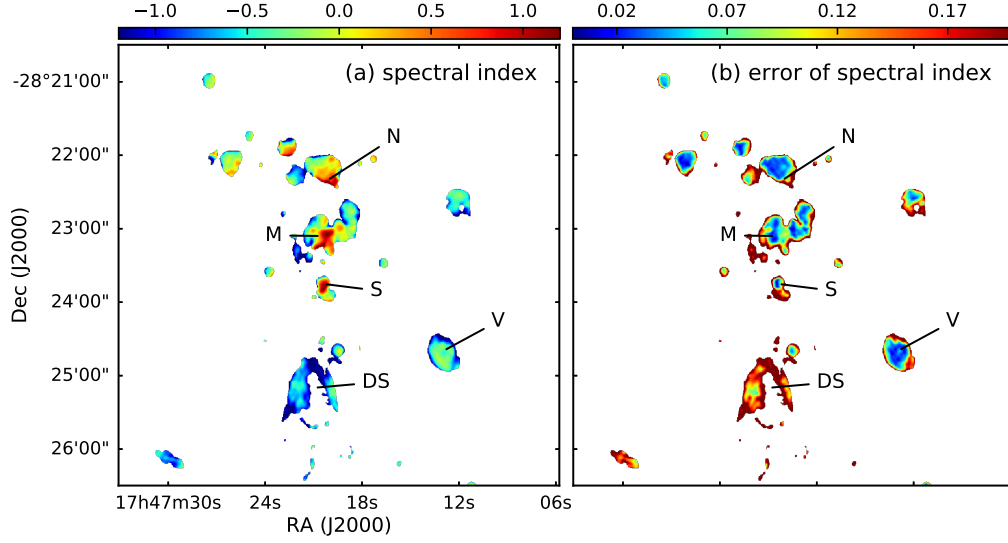 −1.0 −0.5 0.0 0.5 1.0
0.02 0.07 0.12 0.17
(a) spectral index
(b) error of spectral index
-28°21'00"
22'00"
23'00"
24'00"
25'00"
26'00"
Dec (J2000)
N
M
S
V
DS
N
M
S
V
DS
17h47m30s 24s 18s 12s 06s
RA (J2000)